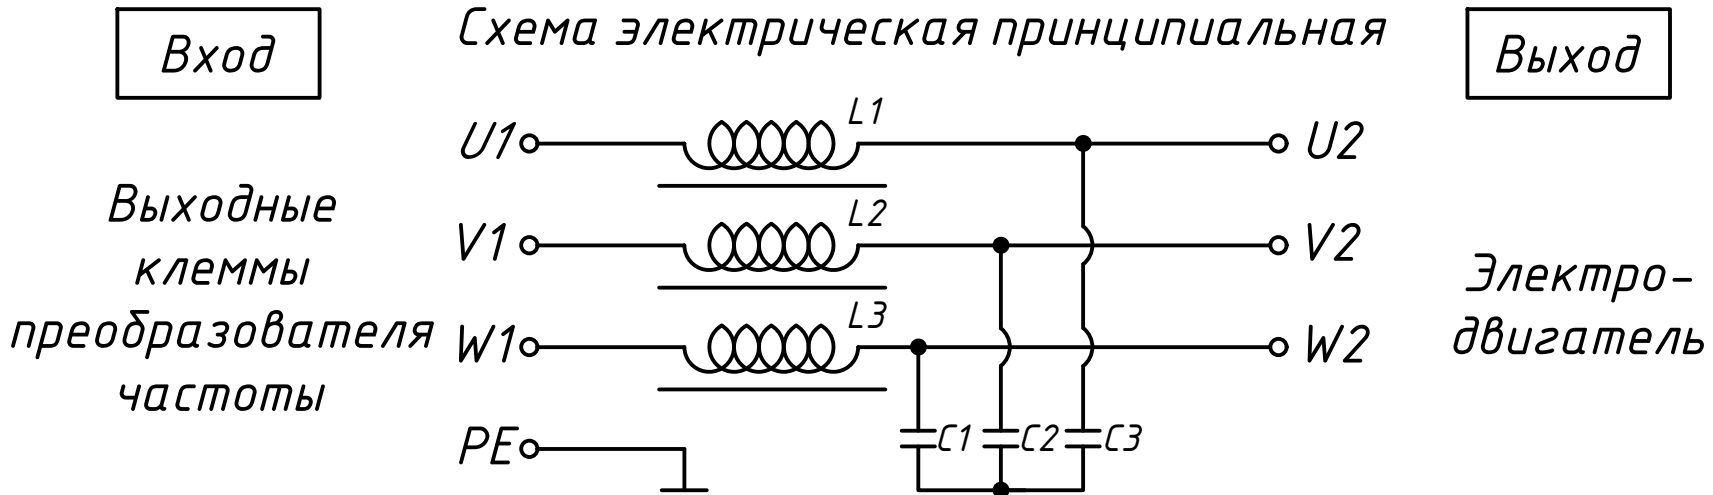 Вход
Схема электрическая принципиальная
Выход
Выходные
клеммы
преобразователя
частоты
U1
L1
U2
V1
L2
V2
W1
L3
W2
PE
C1
C2
C3
Электро-
двигатель